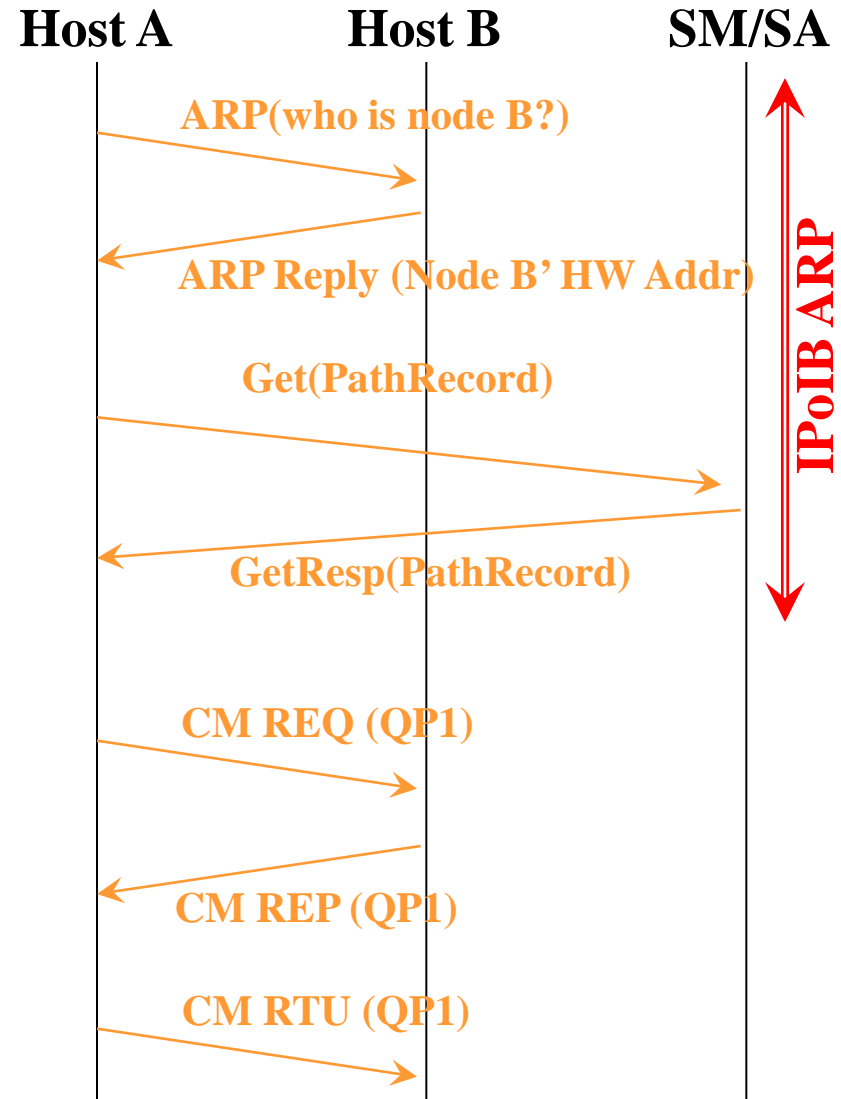 Host A
Host B
SM/SA
ARP(who is node B?)
ARP Reply (Node B’ HW Addr)
IPoIB ARP
Get(PathRecord)
GetResp(PathRecord)
CM REQ (QP1)
CM REP (QP1)
CM RTU (QP1)